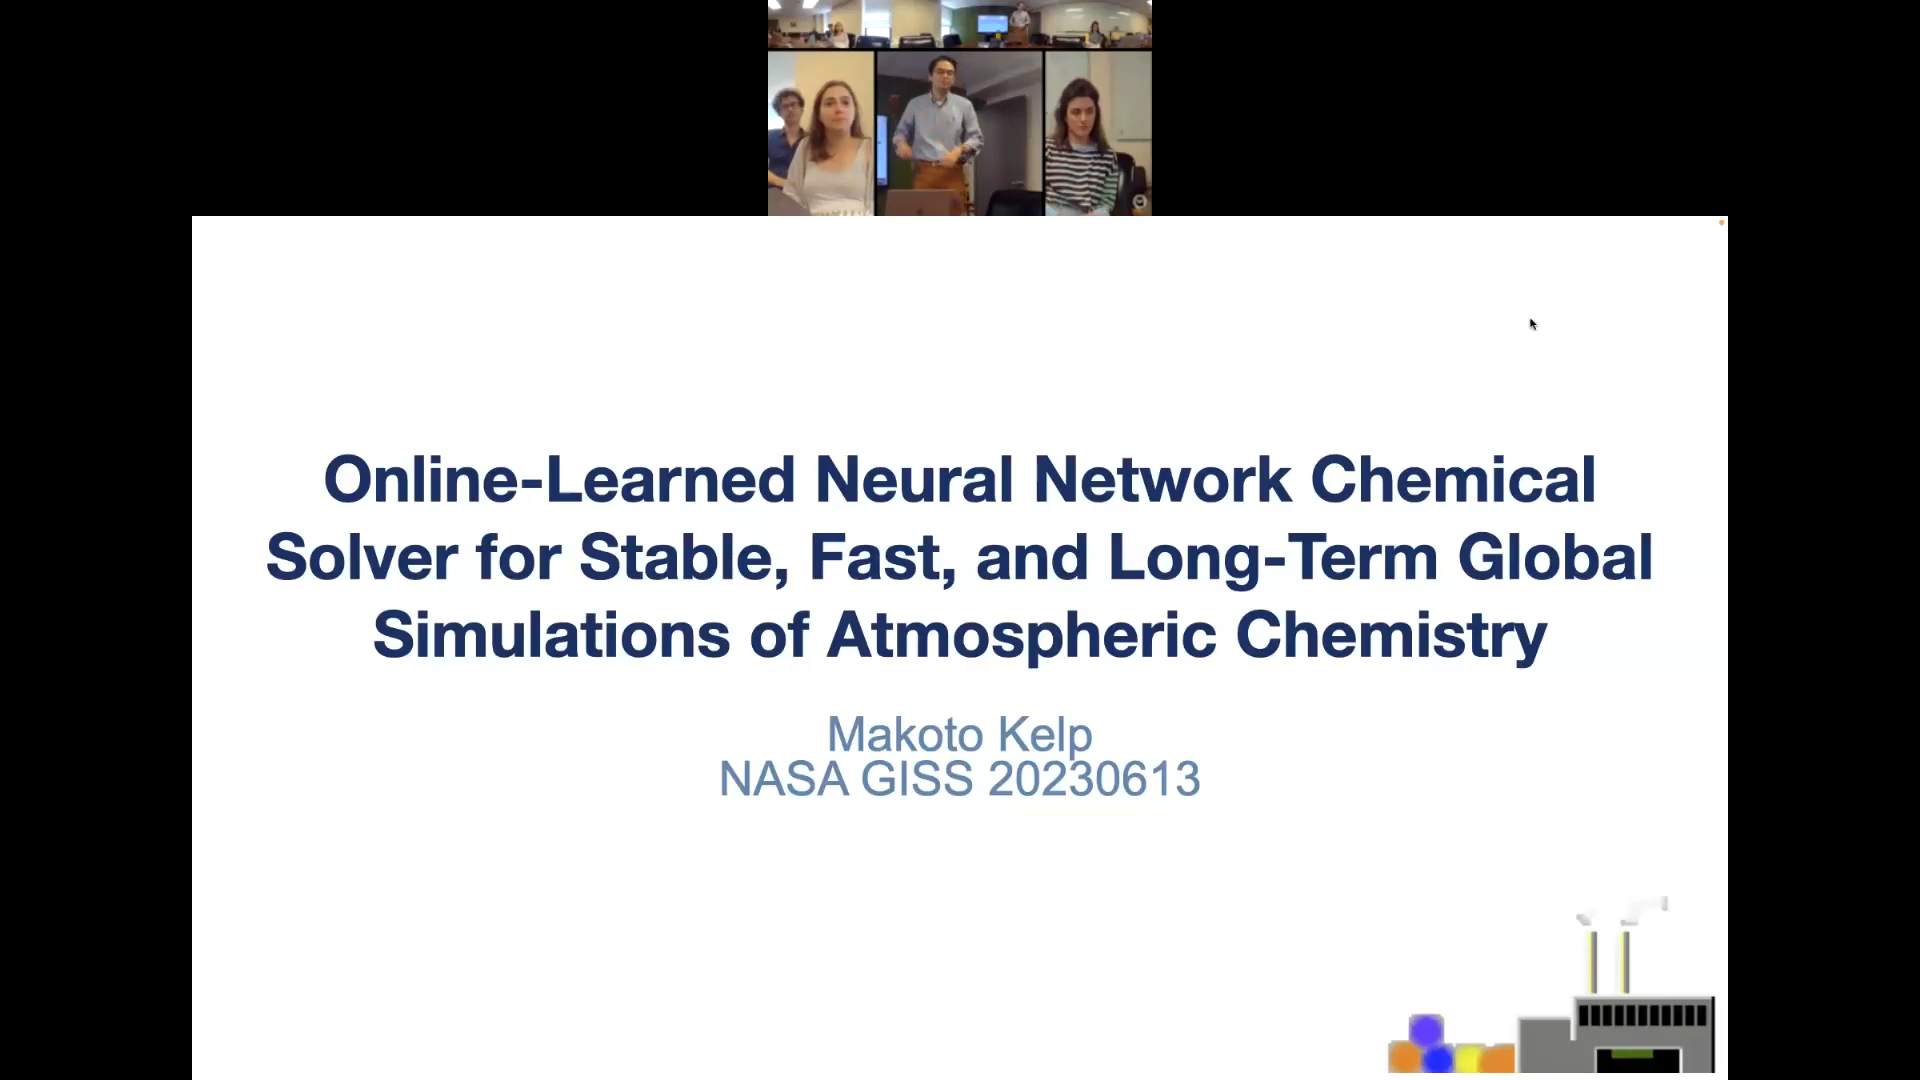 Online-Learned Neural Network Chemical
Solver for Stable, Fast, and Long-Term Global
Simulations of Atmospheric Chemistry
Makoto Kelp
NASA GISS 20230613